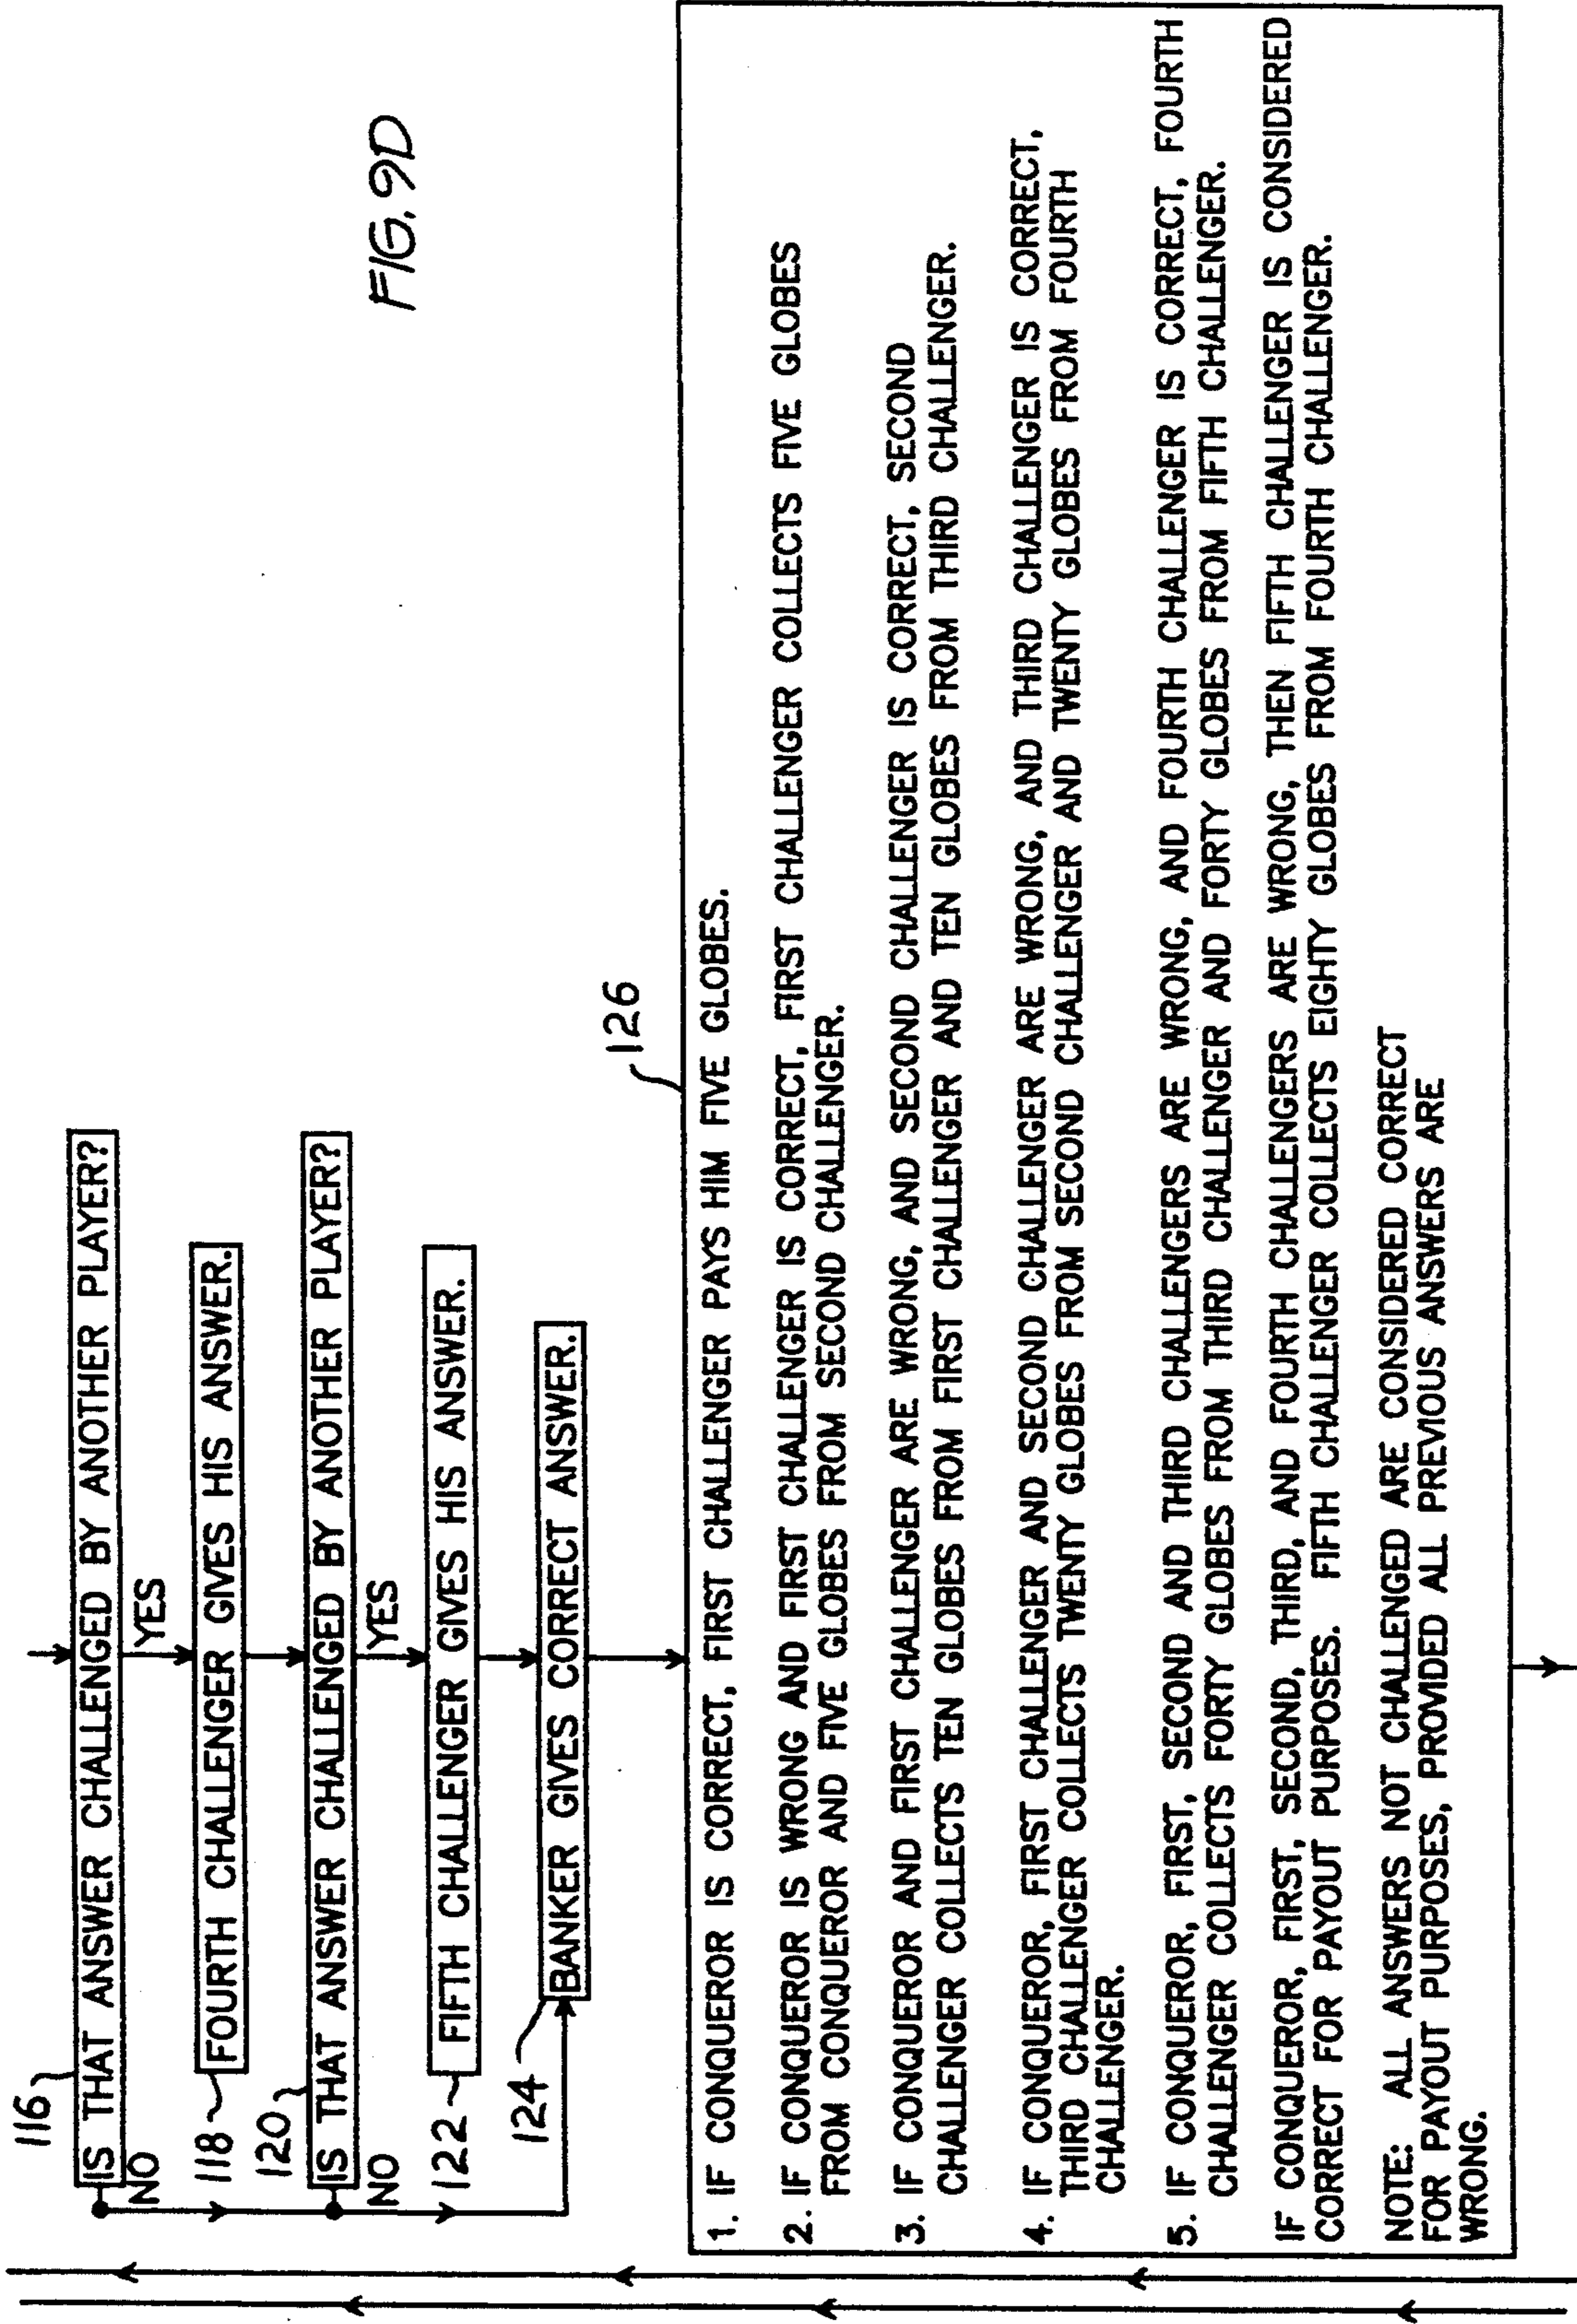 FIG. 9D
116
IS THAT ANSWER CHALLENGED BY ANOTHER PLAYER?
NO
YES
118
FOURTH CHALLENGER GIVES HIS ANSWER.
120
IS THAT ANSWER CHALLENGED BY ANOTHER PLAYER?
NO
YES
122
FIFTH CHALLENGER GIVES HIS ANSWER.
124
BANKER GIVES CORRECT ANSWER.
126
1. IF CONQUEROR IS CORRECT, FIRST CHALLENGER PAYS HIM FIVE GLOBES.
2. IF CONQUEROR IS WRONG AND FIRST CHALLENGER IS CORRECT, FIRST CHALLENGER COLLECTS FIVE GLOBES
FROM CONQUEROR AND FIVE GLOBES FROM SECOND CHALLENGER.
3. IF CONQUEROR AND FIRST CHALLENGER ARE WRONG, AND SECOND CHALLENGER IS CORRECT, SECOND
CHALLENGER COLLECTS TEN GLOBES FROM FIRST CHALLENGER AND TEN GLOBES FROM THIRD CHALLENGER.
4. IF CONQUEROR, FIRST CHALLENGER AND SECOND CHALLENGER ARE WRONG, AND THIRD CHALLENGER IS CORRECT,
THIRD CHALLENGER COLLECTS TWENTY GLOBES FROM SECOND CHALLENGER AND TWENTY GLOBES FROM FOURTH
CHALLENGER.
5. IF CONQUEROR, FIRST, SECOND AND THIRD CHALLENGERS ARE WRONG, AND FOURTH CHALLENGER IS CORRECT, FOURTH
CHALLENGER COLLECTS FORTY GLOBES FROM THIRD CHALLENGER AND FORTY GLOBES FROM FIFTH CHALLENGER.
IF CONQUEROR, FIRST, SECOND, THIRD, AND FOURTH CHALLENGERS ARE WRONG, THEN FIFTH CHALLENGER IS CONSIDERED
CORRECT FOR PAYOUT PURPOSES. FIFTH CHALLENGER COLLECTS EIGHTY GLOBES FROM FOURTH CHALLENGER.
NOTE: ALL ANSWERS NOT CHALLENGED ARE CONSIDERED CORRECT
FOR PAYOUT PURPOSES, PROVIDED ALL PREVIOUS ANSWERS ARE
WRONG.